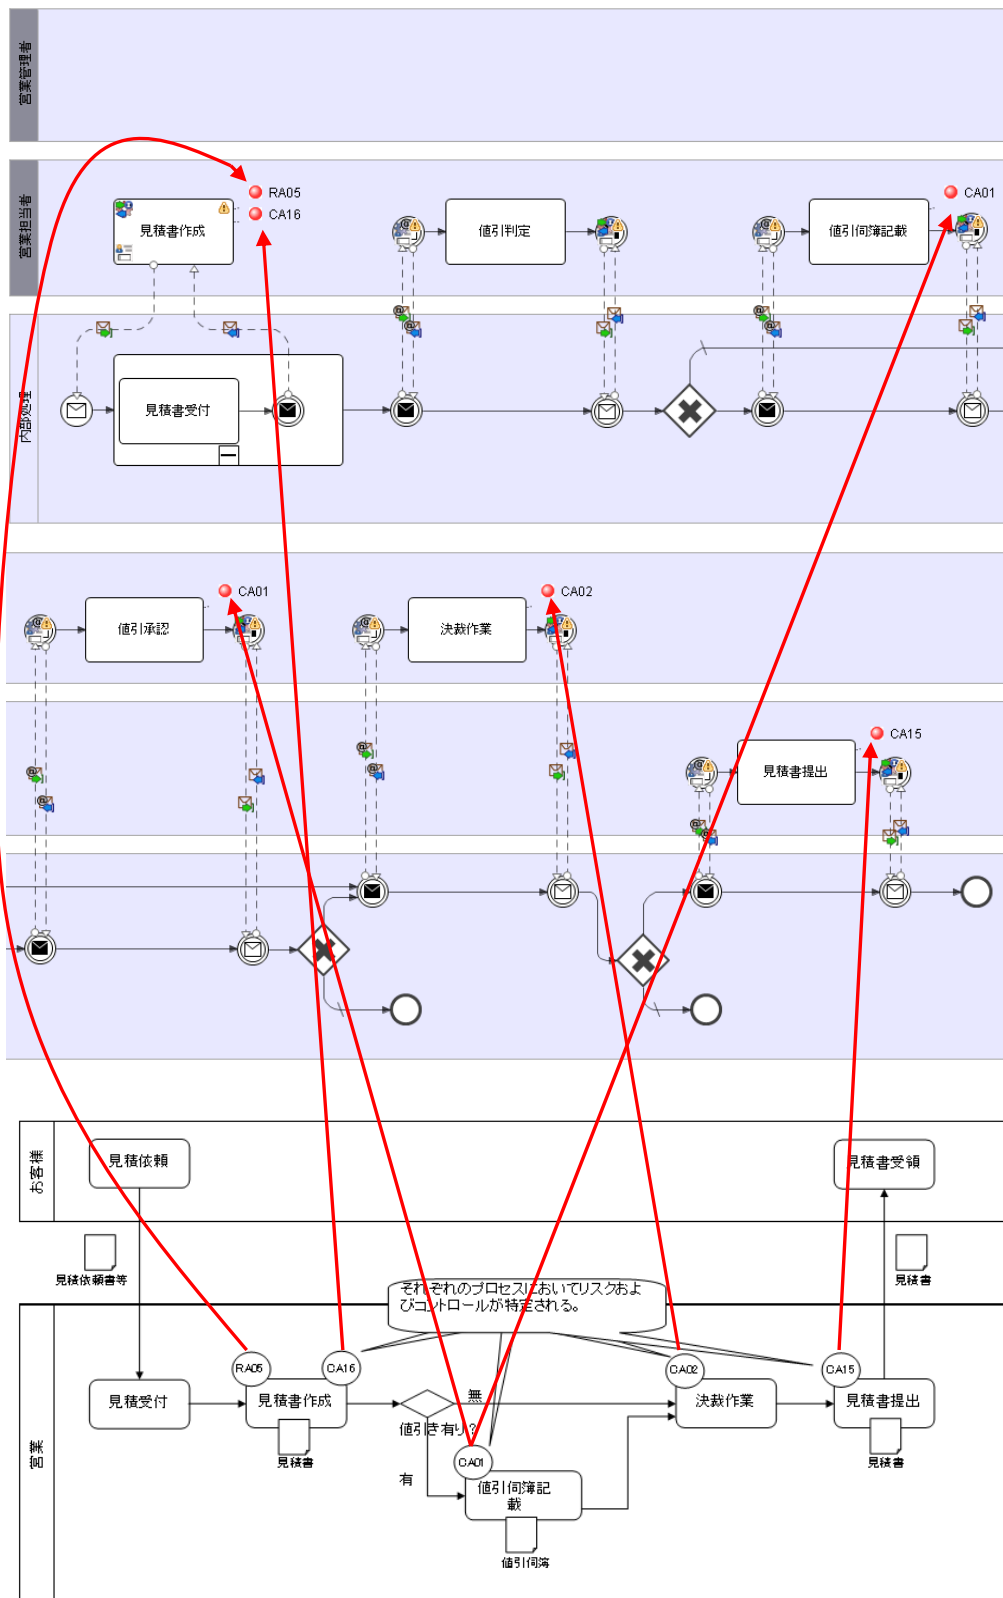 営業管理者
RA05
CA16
CA01
営業担当者
見積書作成
値引判定
値引伺簿記載
内部処理
見積書受付
CA01
CA02
値引承認
決裁作業
CA15
見積書提出
お客様
見積依頼
見積書受領
見積依頼書等
見積書
それぞれのプロセスにおいてリスクおよ
びコントロールが特定される。
RA05
CA16
CA02
CA15
営業
見積受付
見積書作成
無
決裁作業
見積書提出
値引き有り?
見積書
見積書
CA01
有
値引伺簿記
載
値引伺簿